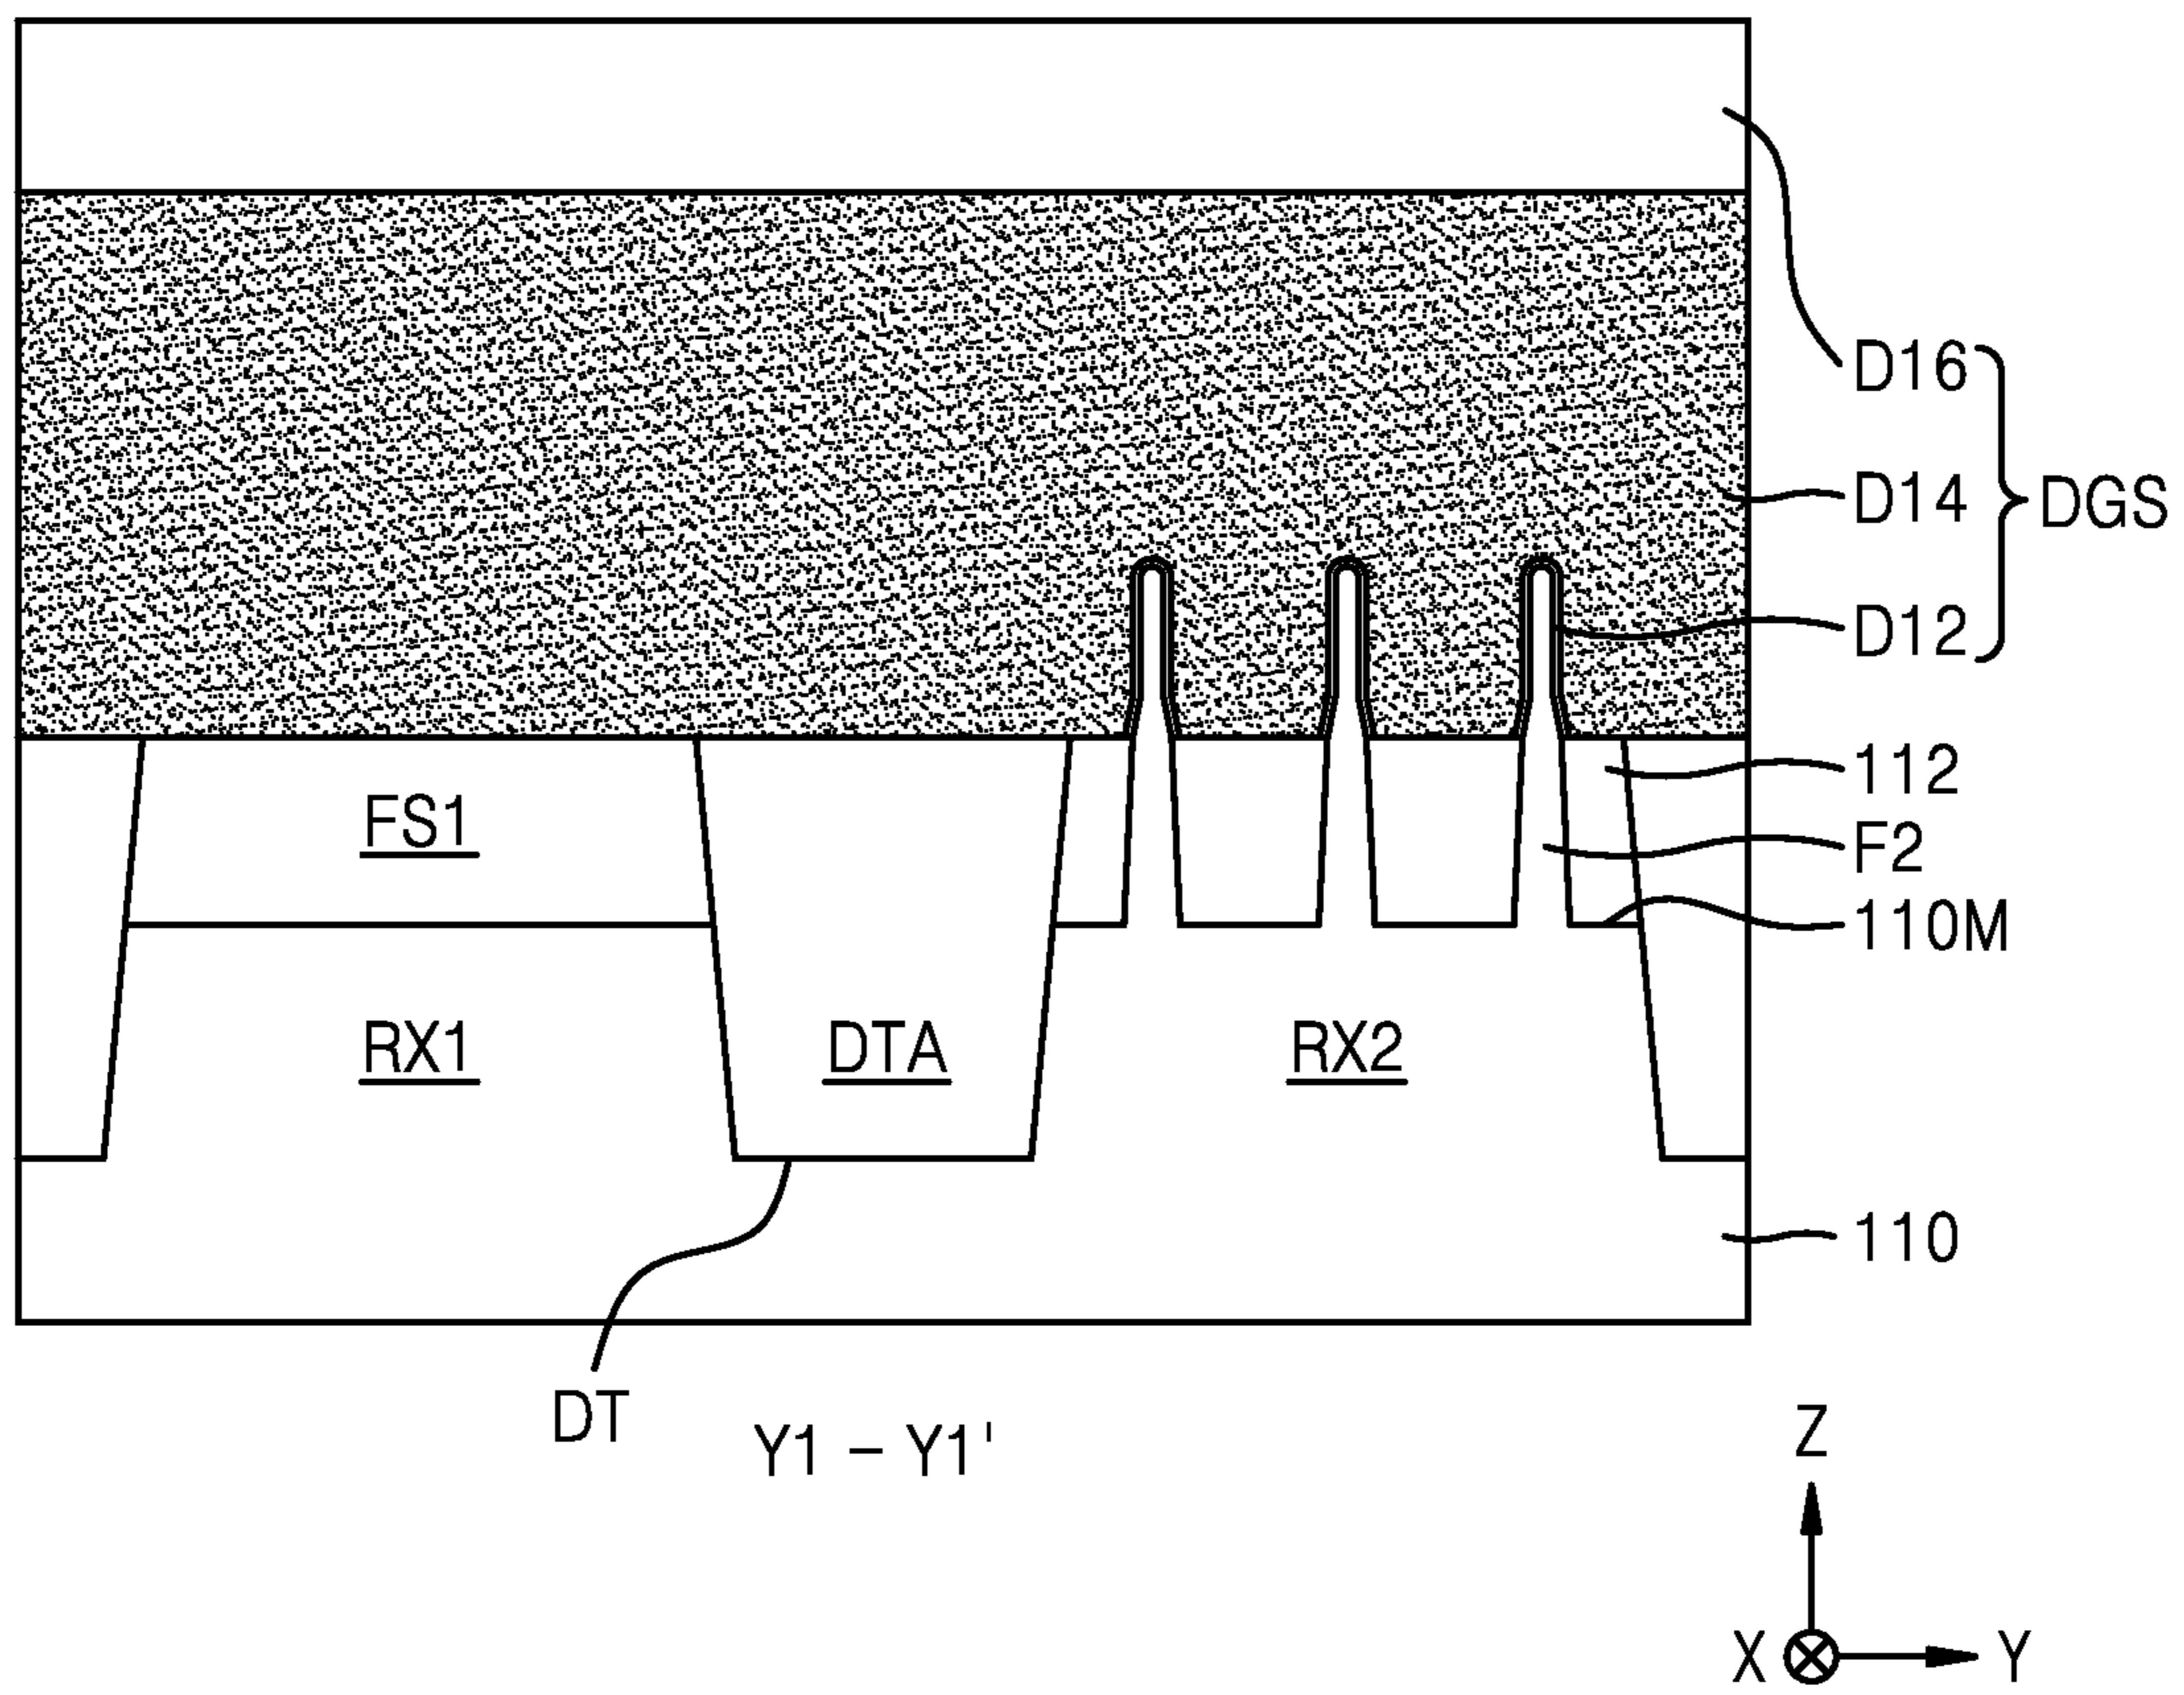 D16
D14
DGS
D12
112
FS1
F2
110M
RX1
DTA
RX2
110
DT
Y1 – Y1'
Z
X
Y